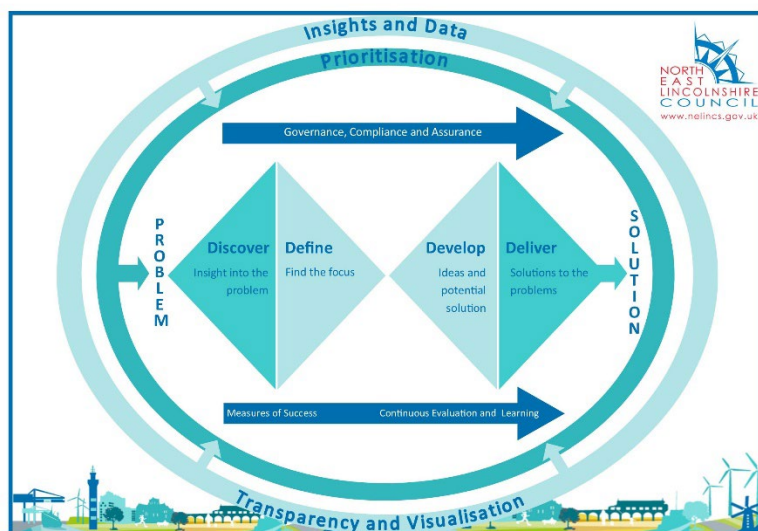 Insights and Data
Prioritisation
NORTH
EAST
LINCOLNSHIRE
COUNCIL
www.nelincs.gov.uk
Governance, Compliance and Assurance
PROBLEM
Discover
Insight into the
problem
Define
Find the focus
Develop
Ideas and
potential
solution
Deliver
Solutions to the
problems
SOLUTION
Measures of Success
Continuous Evaluation and Learning
Transparency and Visualisation